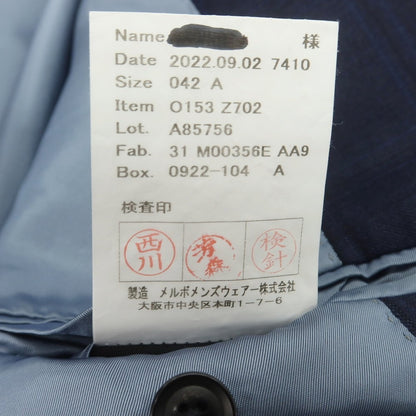 Name 様
Date 2022.09.02 7410
Size 042 A
Item O153 Z702
Lot. A85756
Fab. 31 M00356E AA9
Box. 0922-104 A
検査印
西川
検針
製造 メルボメンズウェアー株式会社
大阪市中央区本町1-7-6